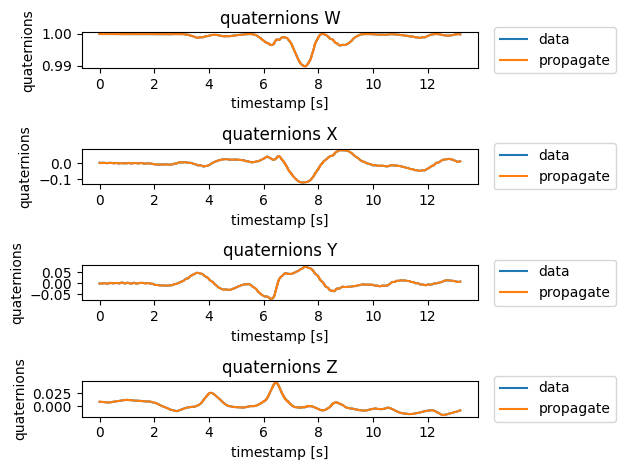 quaternions W
quaternions
1.00
0.99
0 2 4 6 8 10 12
timestamp [s]
data
propagate
quaternions X
quaternions
0.0
−0.1
0 2 4 6 8 10 12
timestamp [s]
data
propagate
quaternions Y
quaternions
0.05
0.00
−0.05
0 2 4 6 8 10 12
timestamp [s]
data
propagate
quaternions Z
quaternions
0.025
0.000
0 2 4 6 8 10 12
timestamp [s]
data
propagate